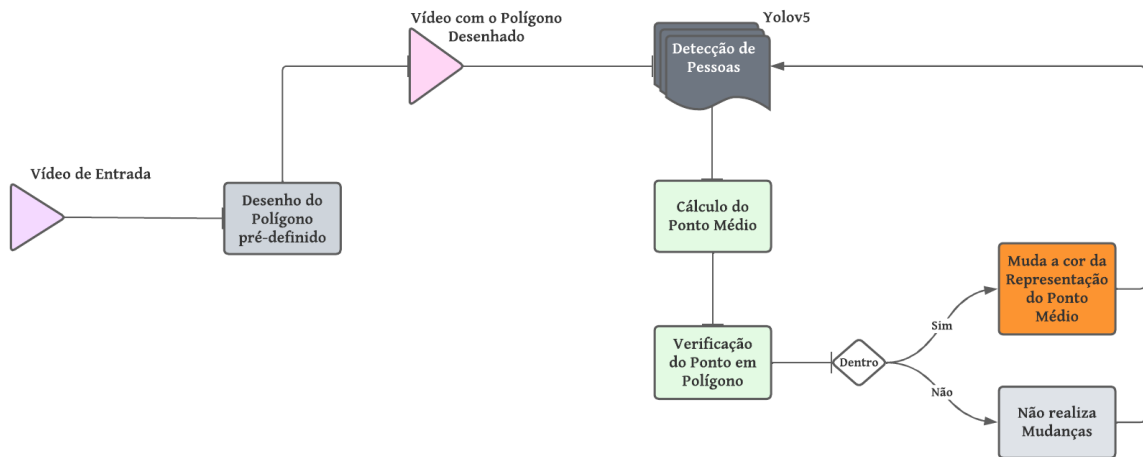 Vídeo de Entrada
Desenho do
Polígono
pré-definido
Vídeo com o Polígono
Desenhado
Yolov5
Detecção de
Pessoas
Cálculo do
Ponto Médio
Verificação
do Ponto em
Polígono
Dentro
Sim
Não
Muda a cor da
Representação
do Ponto
Médio
Não realiza
Mudanças